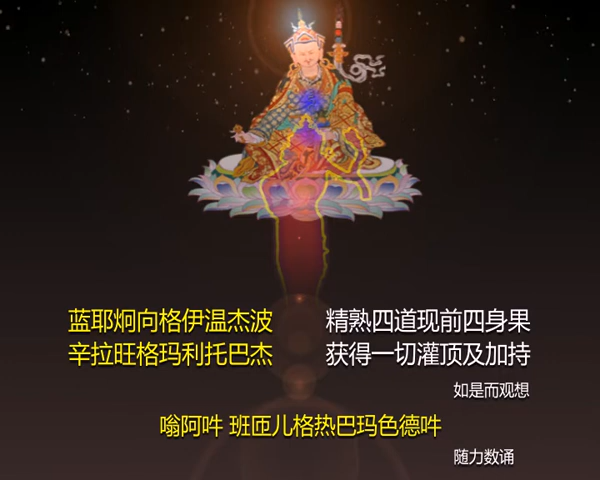 蓝耶炯向格伊温杰波 精熟四道现前四身果
辛拉旺格玛利托巴杰 获得一切灌顶及加持
如是而观想
嗡阿吽 班匝儿格热巴玛色德吽
随力数诵